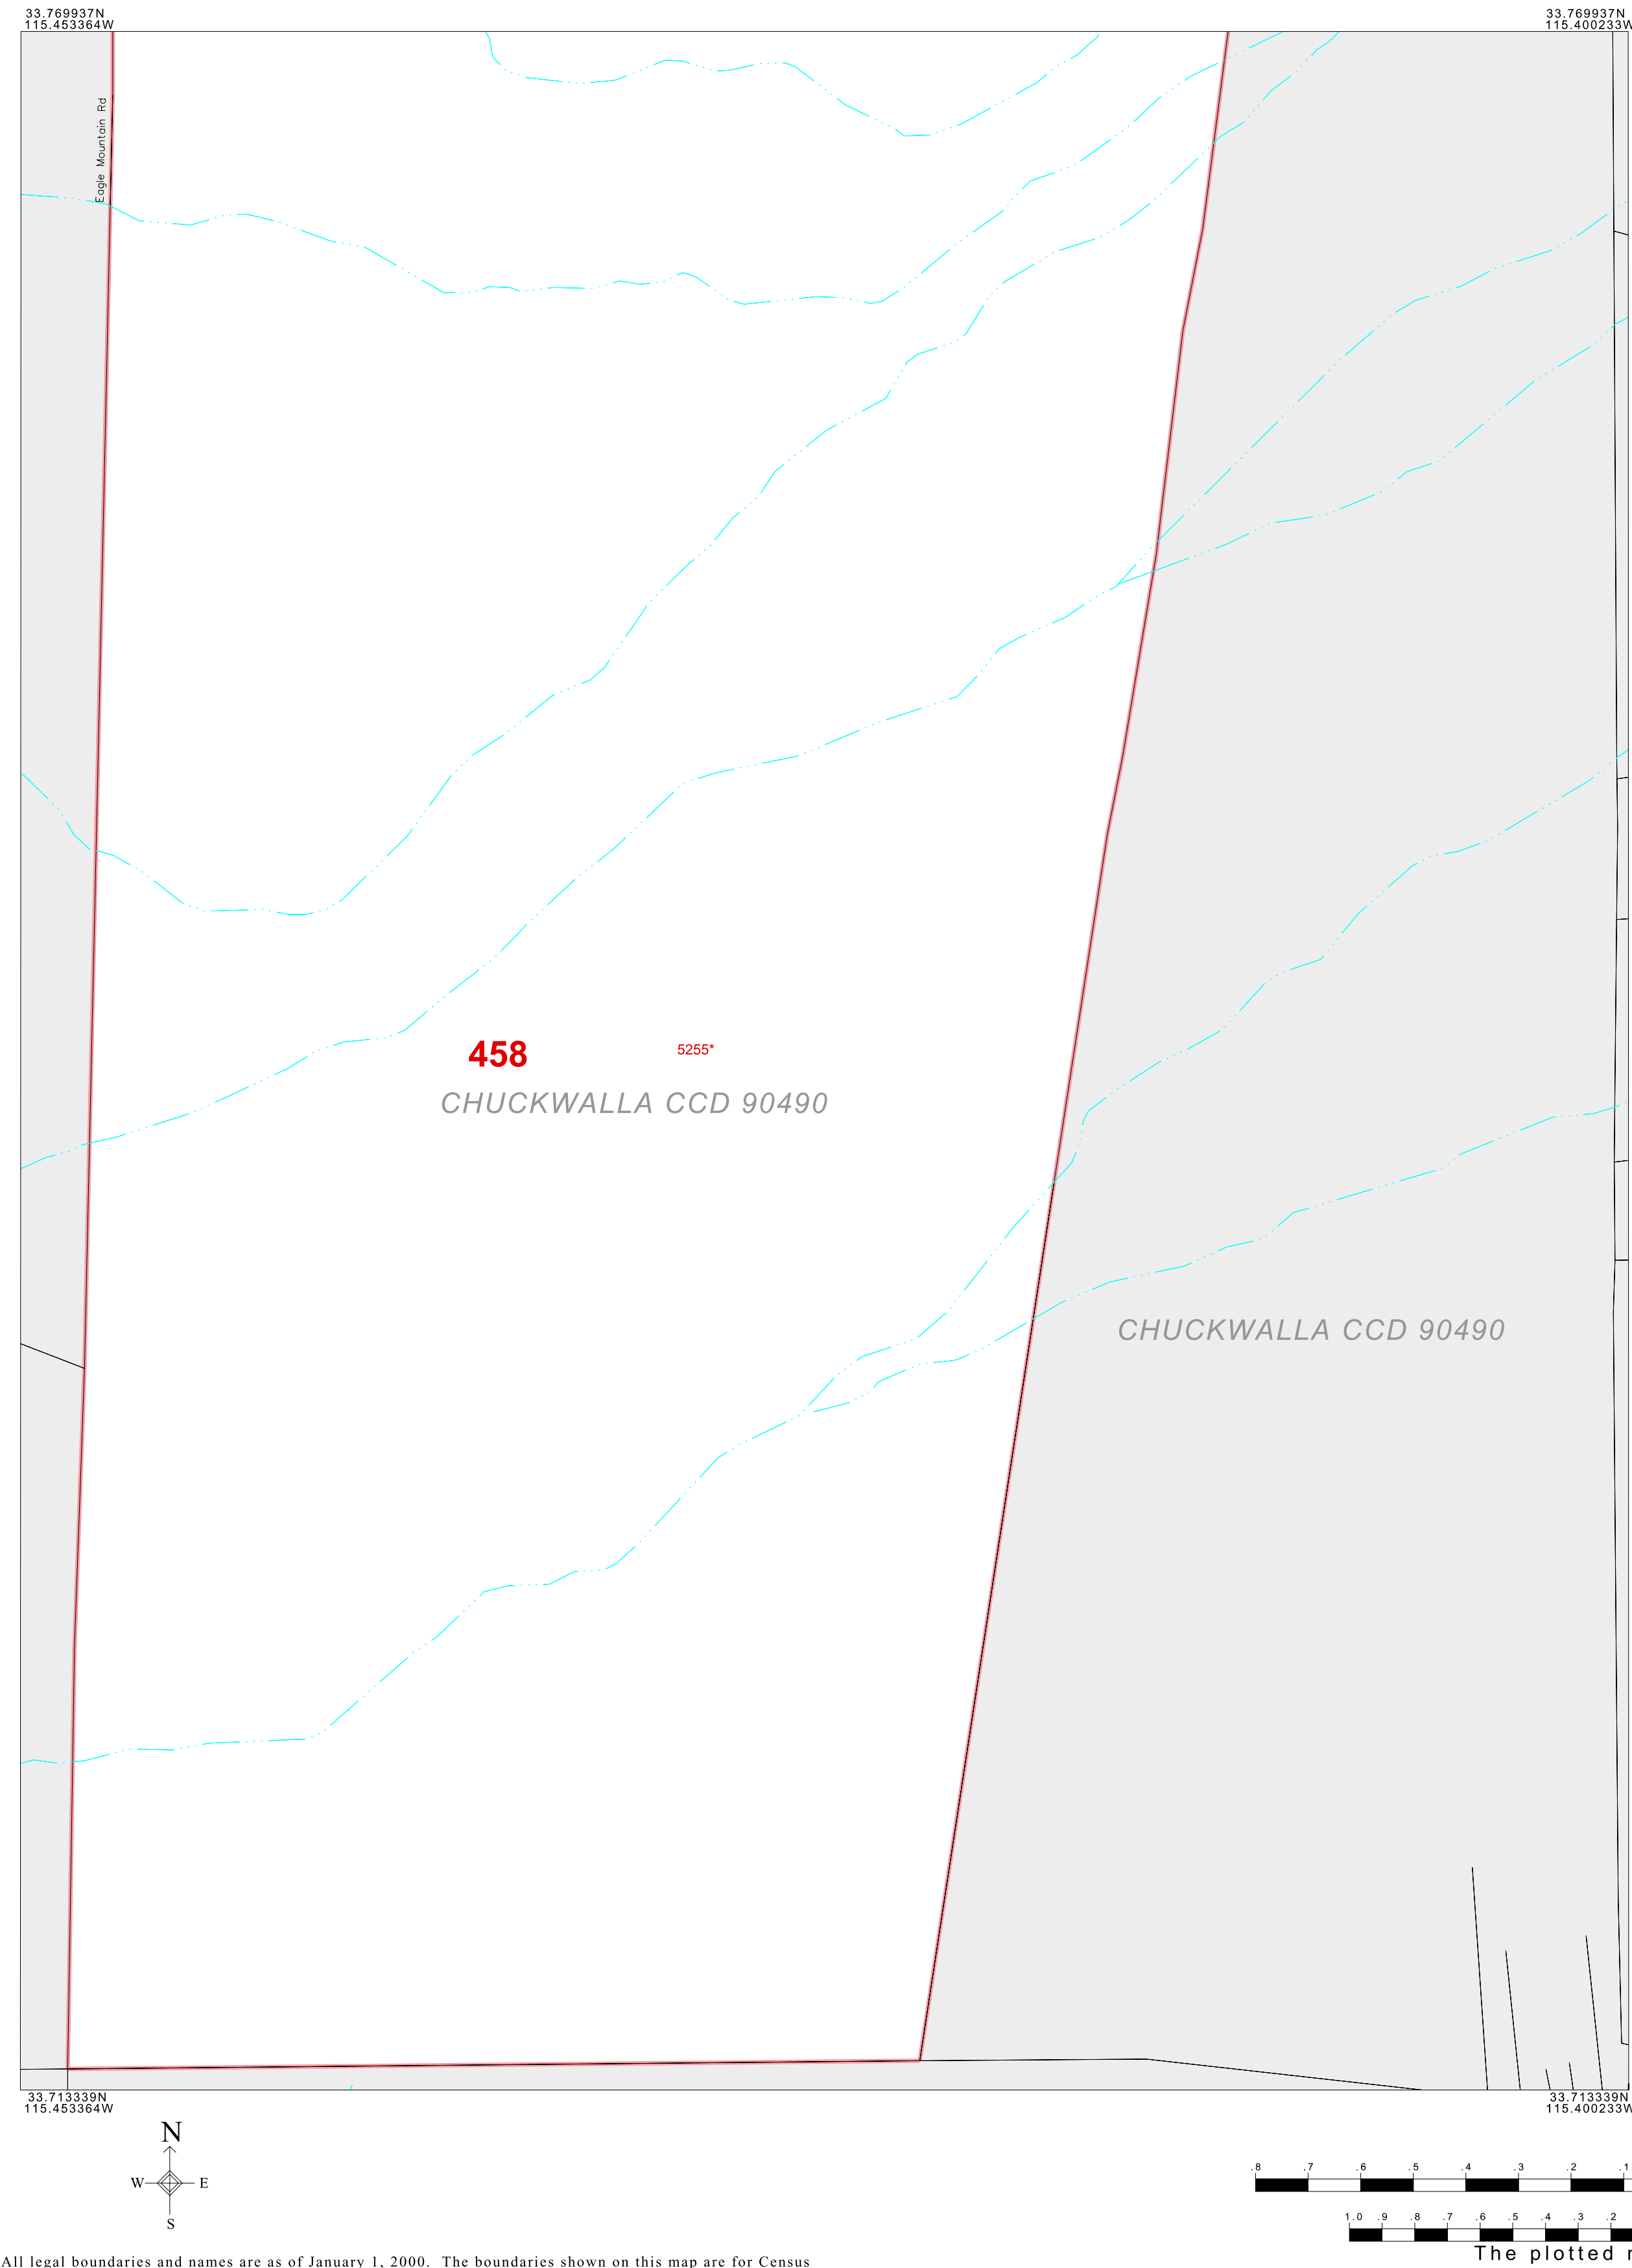 33.769937N
115.453364W
33.769937N
115.400233W
Eagle Mountain Rd
458
5255*
CHUCKWALLA CCD 90490
CHUCKWALLA CCD 90490
33.713339N
115.453364W
33.713339N
115.400233W
N
W E
S
.8 .7 .6 .5 .4 .3 .2 .1
1.0 .9 .8 .7 .6 .5 .4 .3 .2
The plotted
All legal boundaries and names are as of January 1, 2000. The boundaries shown on this map are for Census